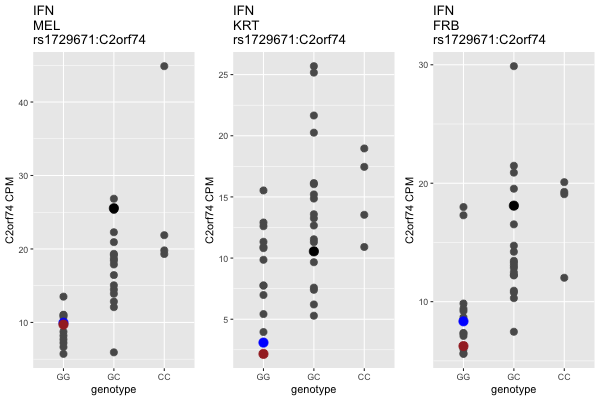 IFN
MEL
rs1729671:C2orf74
C2orf74 CPM
40
30
20
10
GG
GC
CC
genotype
IFN
KRT
rs1729671:C2orf74
C2orf74 CPM
25
20
15
10
5
GG
GC
CC
genotype
IFN
FRB
rs1729671:C2orf74
C2orf74 CPM
30
20
10
GG
GC
CC
genotype